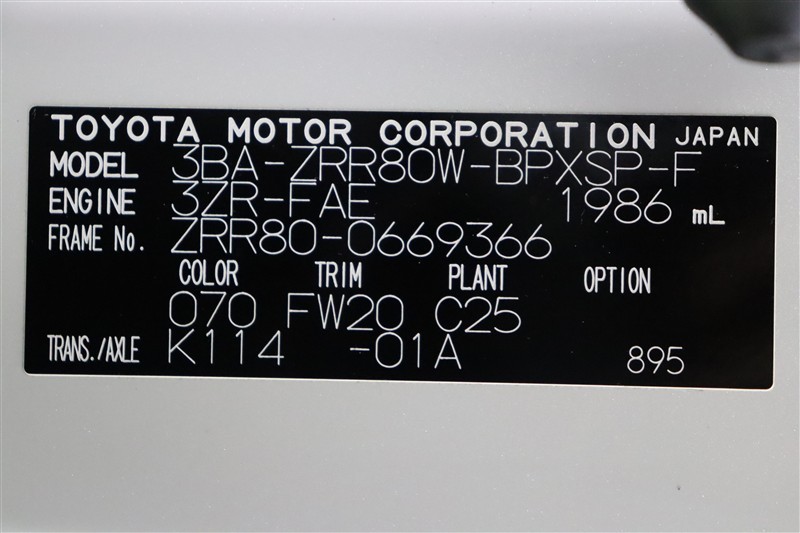 TOYOTA MOTOR CORPORATION JAPAN
MODEL 3BA-ZRR80W-BPXSP-F
ENGINE 3ZR-FAE 1986 mL
FRAME No. ZRR80-0669366
COLOR TRIM PLANT OPTION
070 FW20 C25
TRANS./AXLE K114 -01A 895